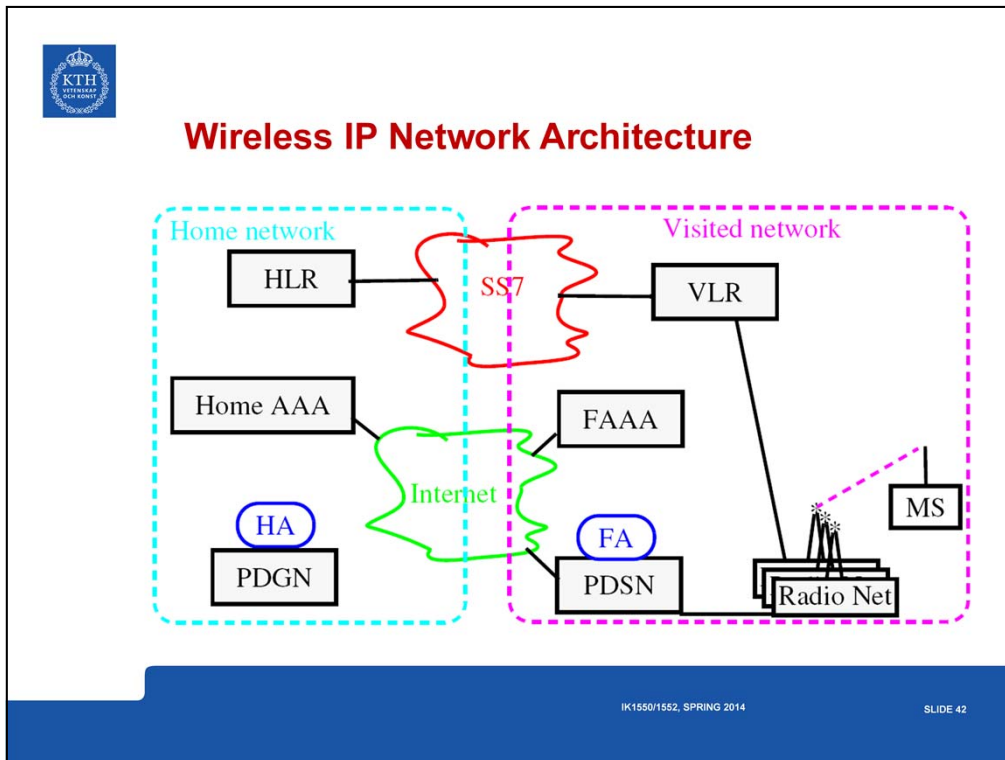 KTH
VETENSKAP
OCH KONST
Wireless IP Network Architecture
Home network
Visited network
HLR
SS7
VLR
Home AAA
FAAA
Internet
MS
HA
FA
PDGN
PDSN
Radio Net
IK1550/1552, SPRING 2014
SLIDE 42